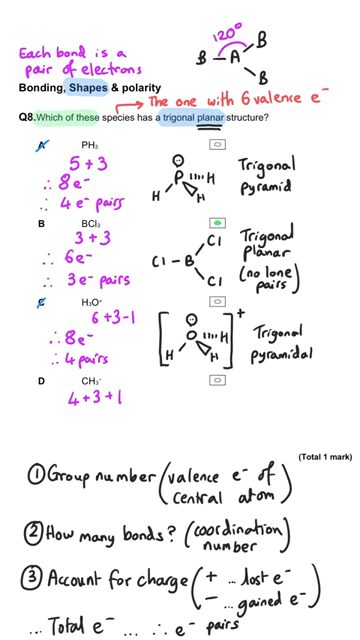 120°
B
B - A
B
Each bond is a
pair of electrons
Bonding, Shapes & polarity
The one with 6 valence e⁻
Q8. Which of these species has a trigonal planar structure?
A PH₃
5 + 3
∴ 8e⁻
∴ 4 e⁻ pairs
P H H H
Trigonal
Pyramid
B BCl₃
3 + 3
∴ 6e⁻
∴ 3e⁻ pairs
Cl
Cl - B
Cl
Trigonal
Planar
(no lone
pairs)
C H₃O⁺
6 + 3 - 1
∴ 8e⁻
∴ 4 pairs
[O H H H]⁺
Trigonal
pyramidal
D CH₃⁻
4 + 3 + 1
(Total 1 mark)
① Group number (valence e⁻ of
central atom)
② How many bonds? (coordination
number)
③ Account for charge (+ ... lost e⁻
- ... gained e⁻)
... Total e⁻ ... ∴ e⁻ pairs